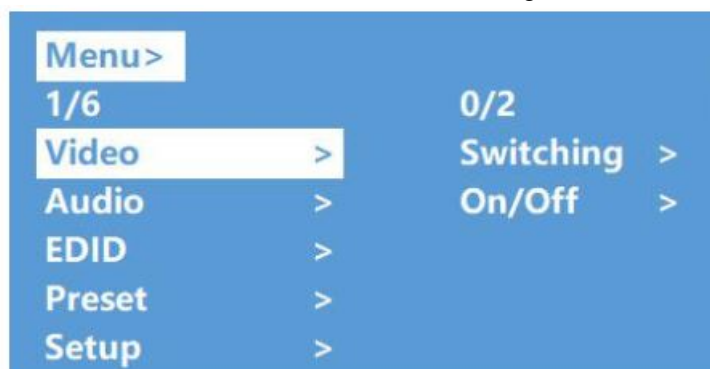 Menu>
1/6 0/2
Video > Switching >
Audio > On/Off >
EDID >
Preset >
Setup >